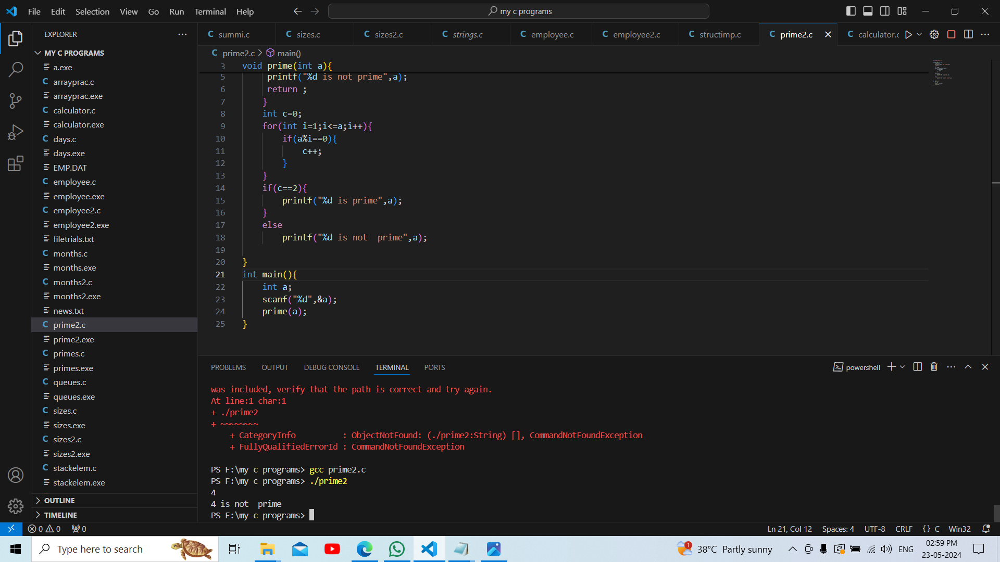 File Edit Selection View Go Run Terminal Help
my c programs
EXPLORER
MY C PROGRAMS
a.exe
C arrayprac.c
arrayprac.exe
C calculator.c
calculator.exe
C days.c
days.exe
EMP.DAT
C employee.c
employee.exe
C employee2.c
employee2.exe
filetrials.txt
C months.c
months.exe
C months2.c
months2.exe
news.txt
C prime2.c
prime2.exe
C primes.c
primes.exe
C queues.c
queues.exe
C sizes.c
sizes.exe
C sizes2.c
sizes2.exe
C stackelem.c
stackelem.exe
OUTLINE
TIMELINE
C summi.c C sizes.c C sizes2.c C strings.c C employee.c C employee2.c C structimp.c C prime2.c C calculator.c
C prime2.c > main()
3 void prime(int a){
5 printf("%d is not prime",a);
6 return ;
7 }
8 int c=0;
9 for(int i=1;i<=a;i++){
10 if(a%i==0){
11 c++;
12 }
13 }
14 if(c==2){
15 printf("%d is prime",a);
16 }
17 else
18 printf("%d is not  prime",a);
19
20 }
21 int main(){
22 int a;
23 scanf("%d",&a);
24 prime(a);
25 }
PROBLEMS OUTPUT DEBUG CONSOLE TERMINAL PORTS
powershell
was included, verify that the path is correct and try again.
At line:1 char:1
+ ./prime2
+ ~~~~~~~~
+ CategoryInfo          : ObjectNotFound: (./prime2:String) [], CommandNotFoundException
+ FullyQualifiedErrorId : CommandNotFoundException
PS F:\my c programs> gcc prime2.c
PS F:\my c programs> ./prime2
4
4 is not  prime
PS F:\my c programs>
0 0 0
Ln 21, Col 12 Spaces: 4 UTF-8 CRLF {} C Win32
Type here to search
1
38°C Partly sunny
ENG
02:59 PM
23-05-2024